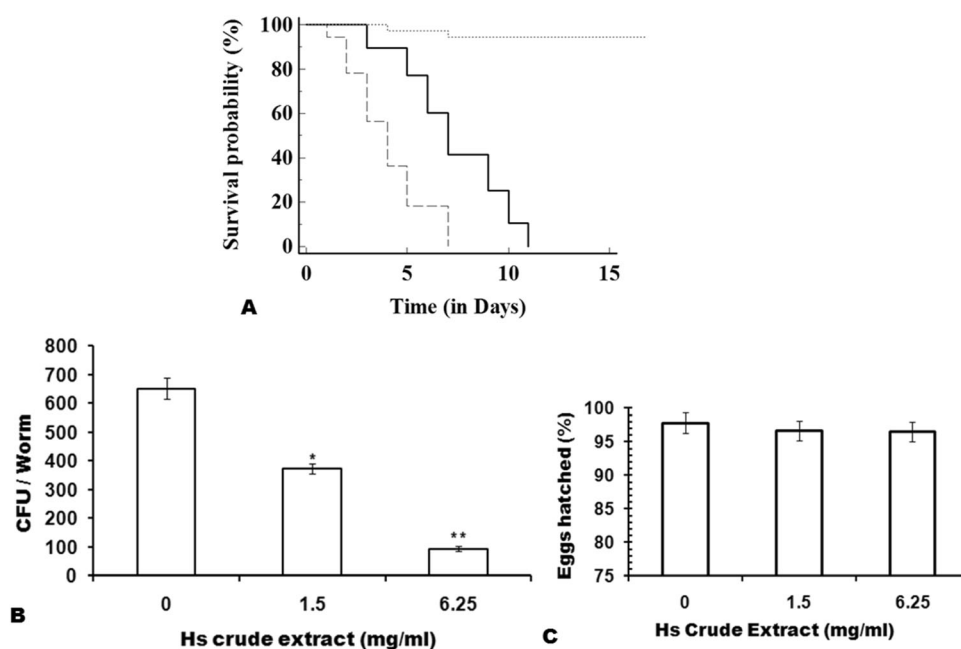 Survival probability (%)
100
80
60
40
20
0
0 5 10 15
Time (in Days)
A
CFU / Worm
800
700
600
500
400
300
200
100
0
*
**
0 1.5 6.25
Hs crude extract (mg/ml)
B
Eggs hatched (%)
100
95
90
85
80
75
0 1.5 6.25
Hs Crude Extract (mg/ml)
C